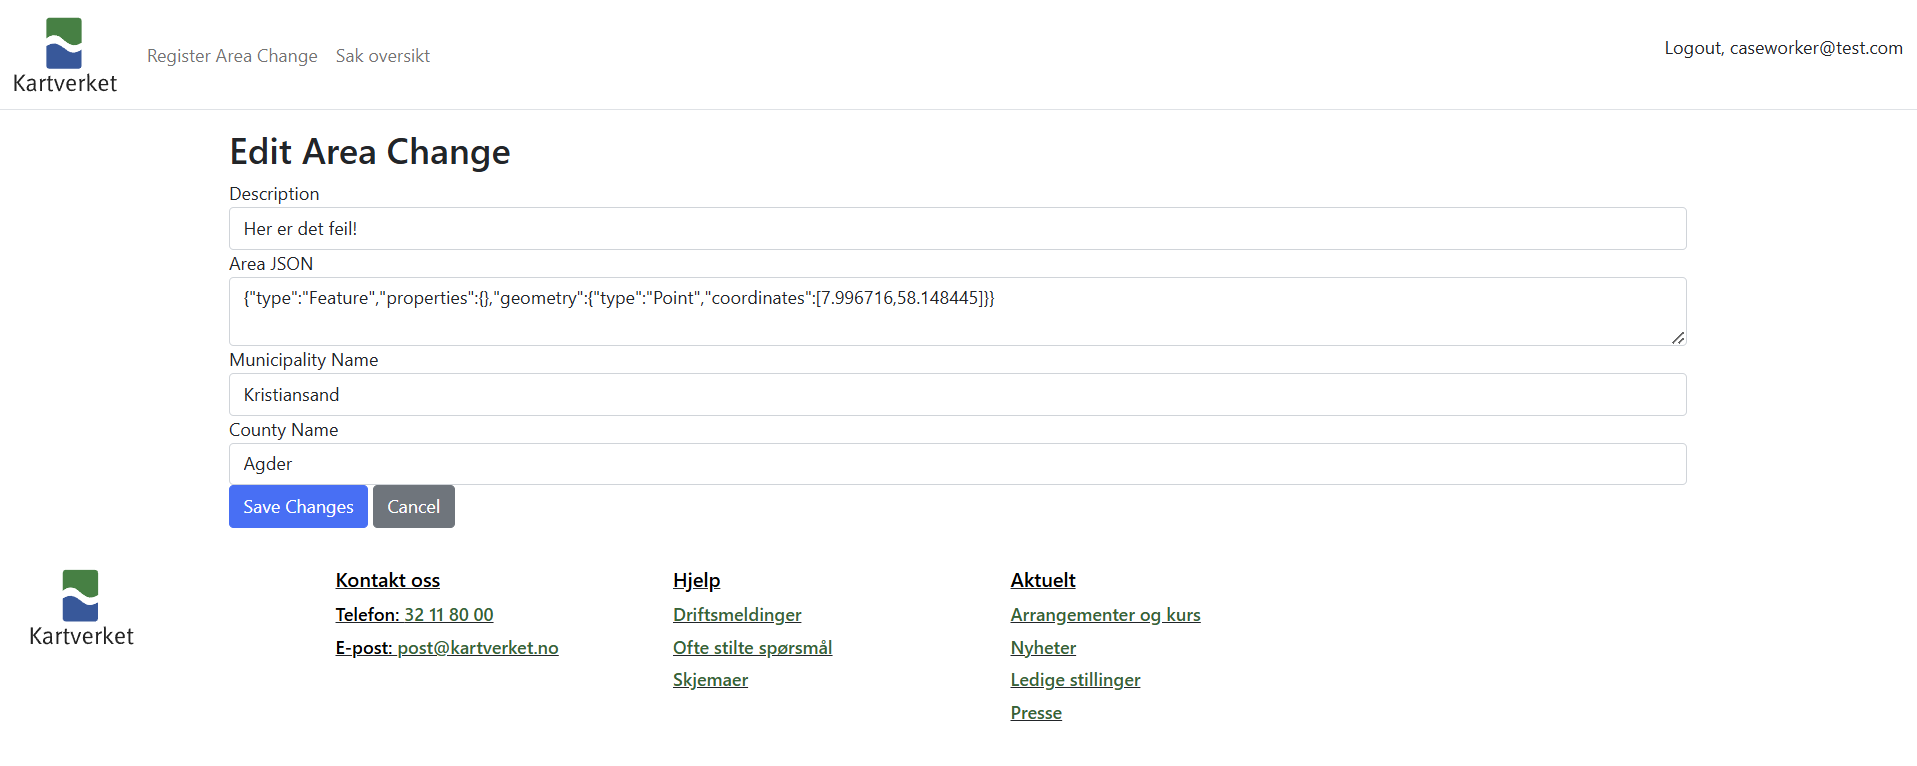 Kartverket
Register Area Change Sak oversikt
Logout, caseworker@test.com
Edit Area Change
Description
Her er det feil!
Area JSON
{"type":"Feature","properties":{},"geometry":{"type":"Point","coordinates":[7.996716,58.148445]}}
Municipality Name
Kristiansand
County Name
Agder
Save Changes Cancel
Kartverket
Kontakt oss
Telefon: 32 11 80 00
E-post: post@kartverket.no
Hjelp
Driftsmeldinger
Ofte stilte spørsmål
Skjemaer
Aktuelt
Arrangementer og kurs
Nyheter
Ledige stillinger
Presse